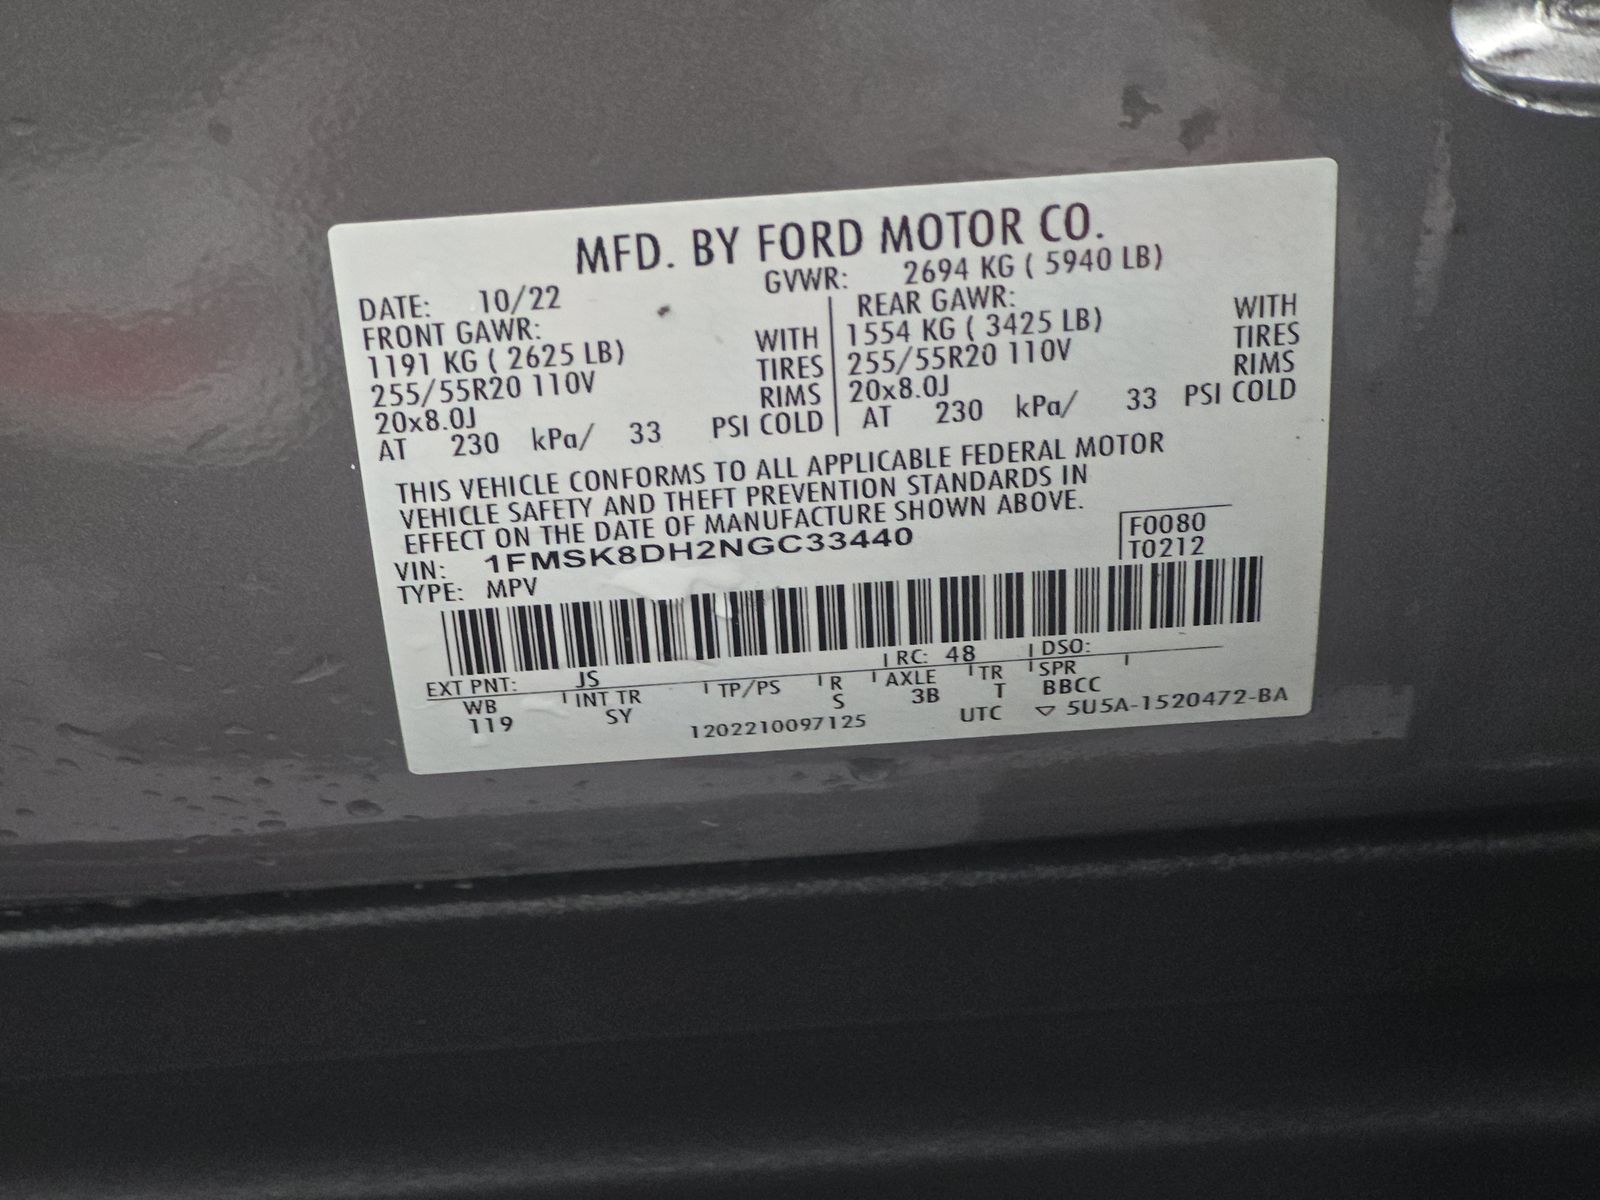 MFD. BY FORD MOTOR CO.
DATE: 10/22 GVWR: 2694 KG ( 5940 LB)
FRONT GAWR: REAR GAWR:
1191 KG ( 2625 LB) WITH 1554 KG ( 3425 LB) WITH
255/55R20 110V TIRES 255/55R20 110V TIRES
20x8.0J RIMS 20x8.0J RIMS
AT 230 kPa/ 33 PSI COLD AT 230 kPa/ 33 PSI COLD
THIS VEHICLE CONFORMS TO ALL APPLICABLE FEDERAL MOTOR
VEHICLE SAFETY AND THEFT PREVENTION STANDARDS IN
EFFECT ON THE DATE OF MANUFACTURE SHOWN ABOVE.
VIN: 1FMSK8DH2NGC33440 F0080
TYPE: MPV T0212
EXT PNT: JS RC: 48 DSO:
WB INT TR TP/PS R AXLE TR SPR
119 SY S 3B T BBCC
1202210097125 UTC ▽ 5U5A-1520472-BA